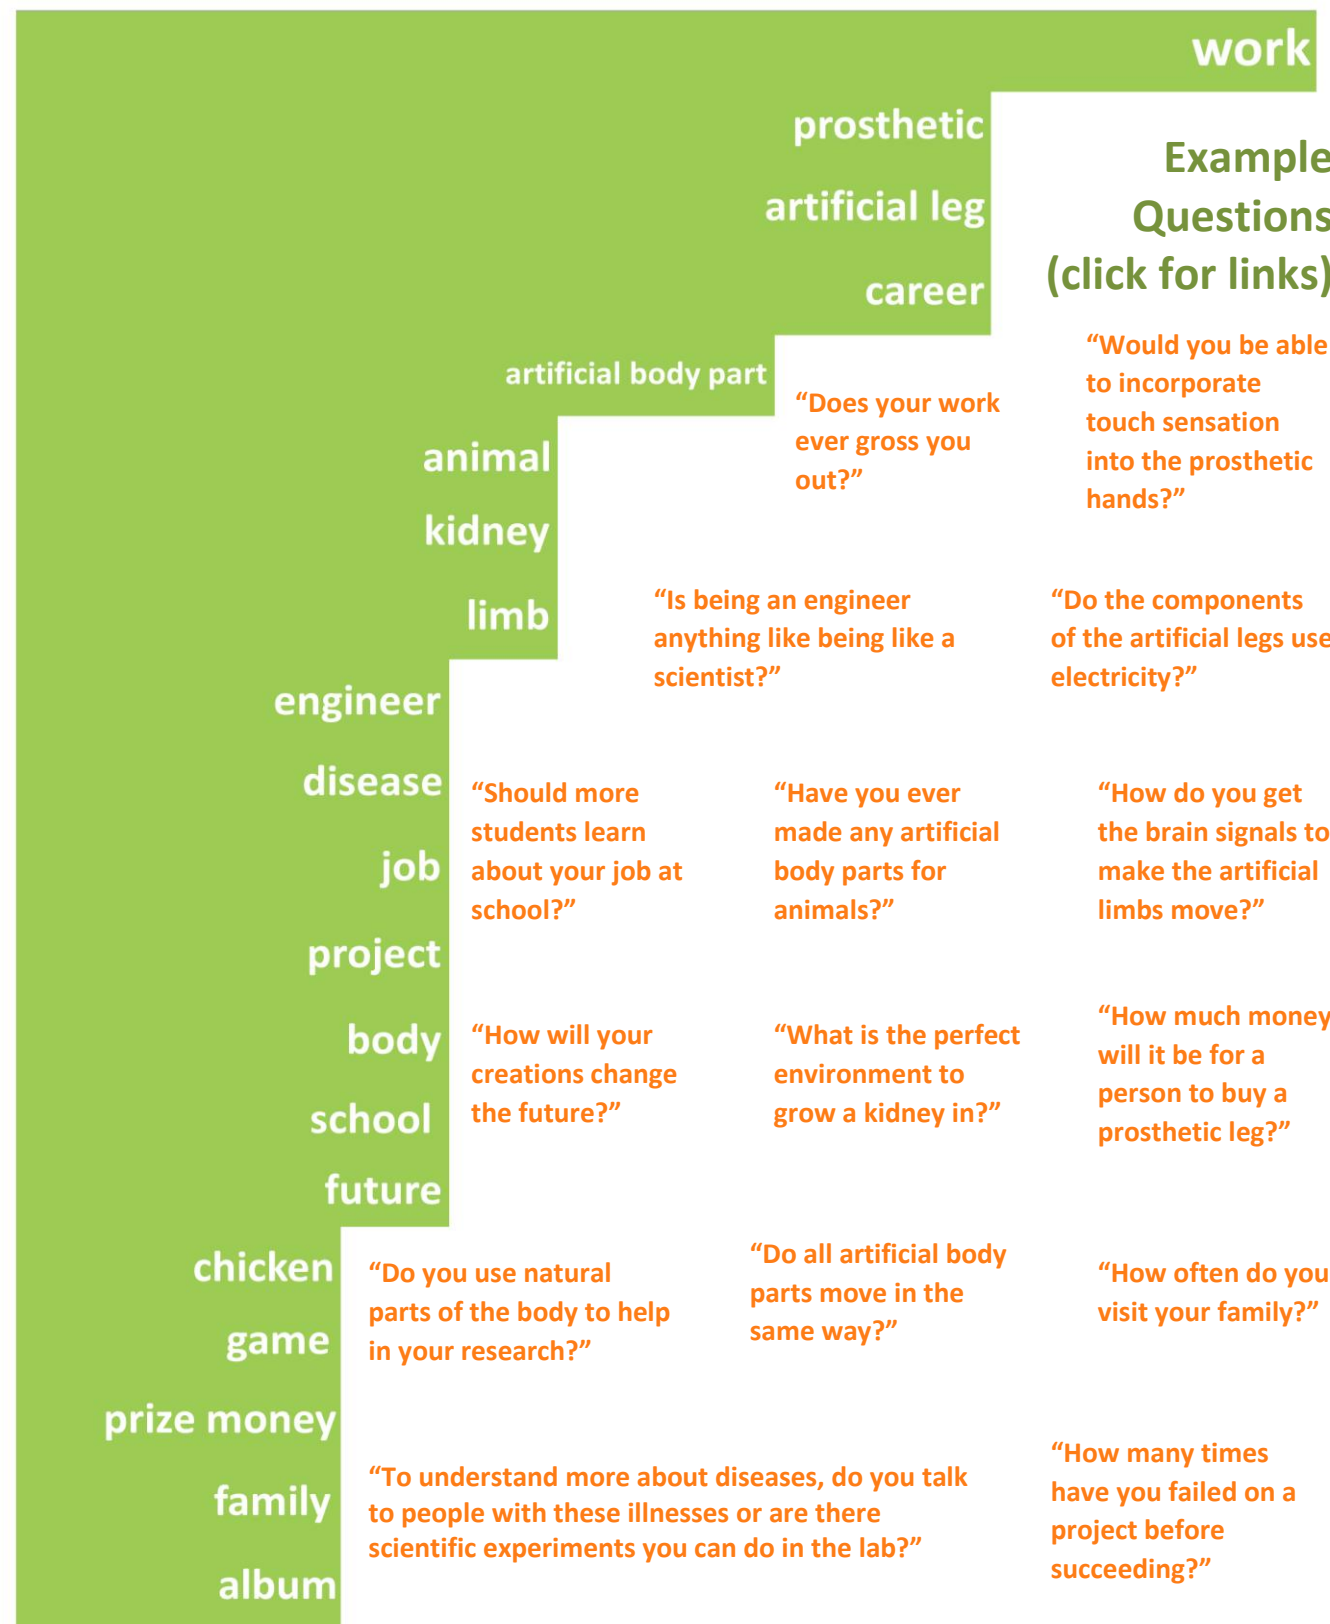 work
prosthetic
artificial leg
career
artificial body part
animal
kidney
limb
engineer
disease
job
project
body
school
future
chicken
game
prize money
family
album
Example
Questions
(click for links)
“Would you be able
to incorporate
touch sensation
into the prosthetic
hands?”
“Does your work
ever gross you
out?”
“Is being an engineer
anything like being like a
scientist?”
“Do the components
of the artificial legs use
electricity?”
“Should more
students learn
about your job at
school?”
“Have you ever
made any artificial
body parts for
animals?”
“How do you get
the brain signals to
make the artificial
limbs move?”
“How will your
creations change
the future?”
“What is the perfect
environment to
grow a kidney in?”
“How much money
will it be for a
person to buy a
prosthetic leg?”
“Do you use natural
parts of the body to help
in your research?”
“Do all artificial body
parts move in the
same way?”
“How often do you
visit your family?”
“To understand more about diseases, do you talk
to people with these illnesses or are there
scientific experiments you can do in the lab?”
“How many times
have you failed on a
project before
succeeding?”